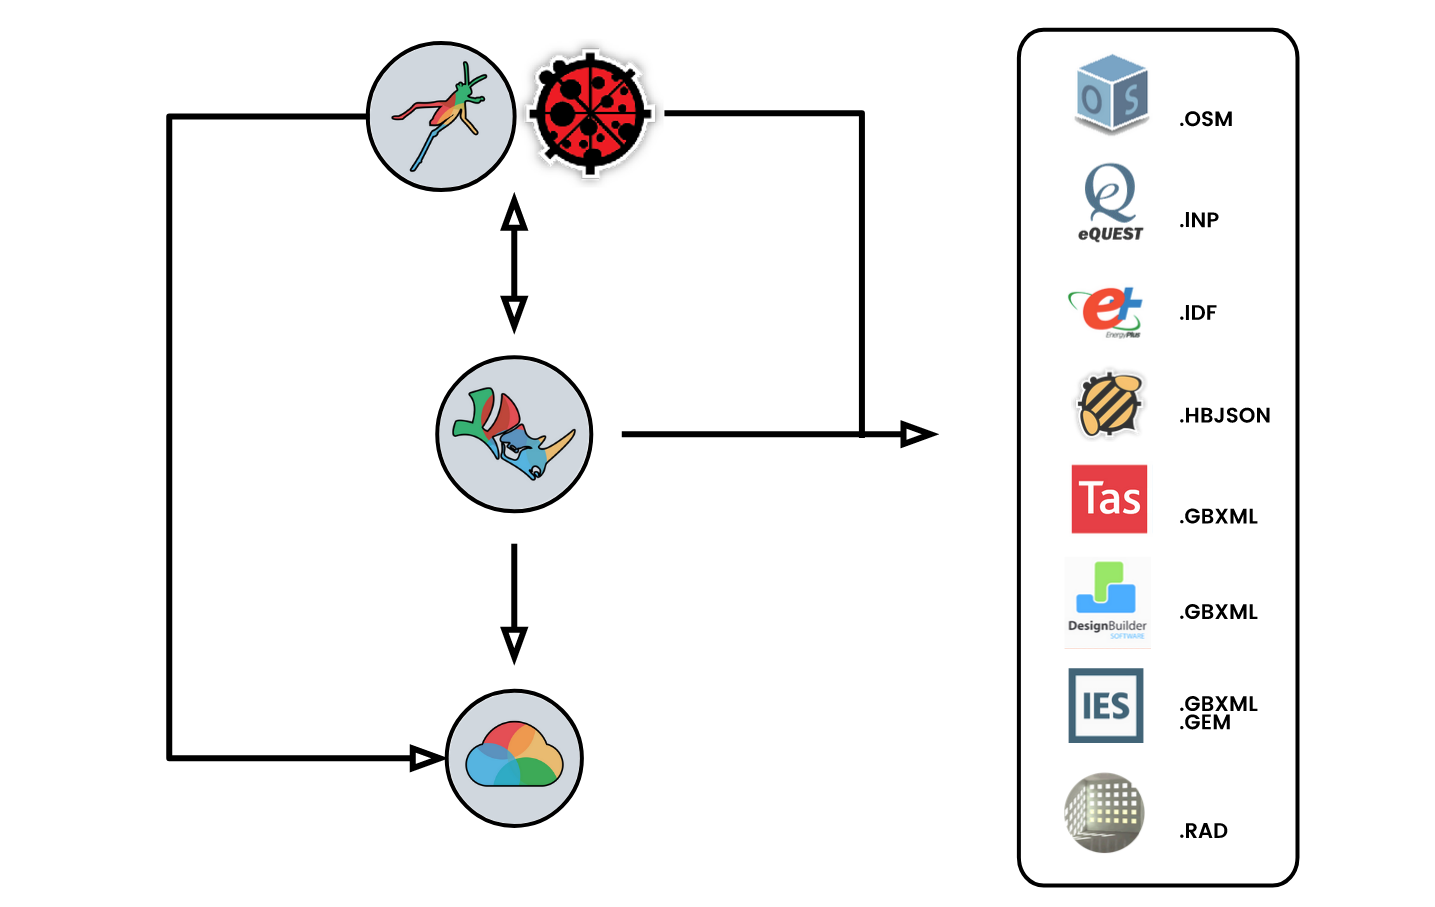 OS
.OSM
eQUEST
.INP
e+
EnergyPlus
.IDF
.HBJSON
Tas
.GBXML
DesignBuilder
SOFTWARE
.GBXML
IES
.GBXML
.GEM
.RAD